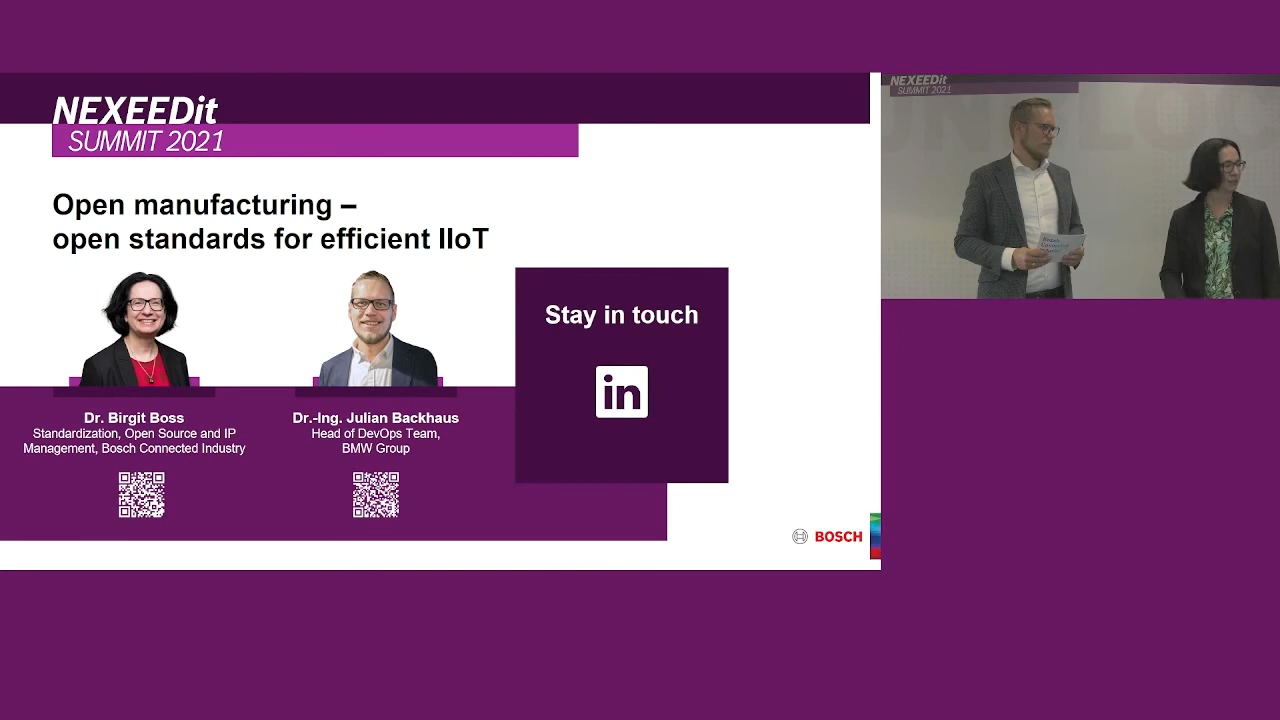 NEXEEDit
SUMMIT 2021
Open manufacturing –
open standards for efficient IIoT
Stay in touch
in
Dr. Birgit Boss
Standardization, Open Source and IP
Management, Bosch Connected Industry
Dr.-Ing. Julian Backhaus
Head of DevOps Team,
BMW Group
BOSCH
NEXEEDit
SUMMIT 2021